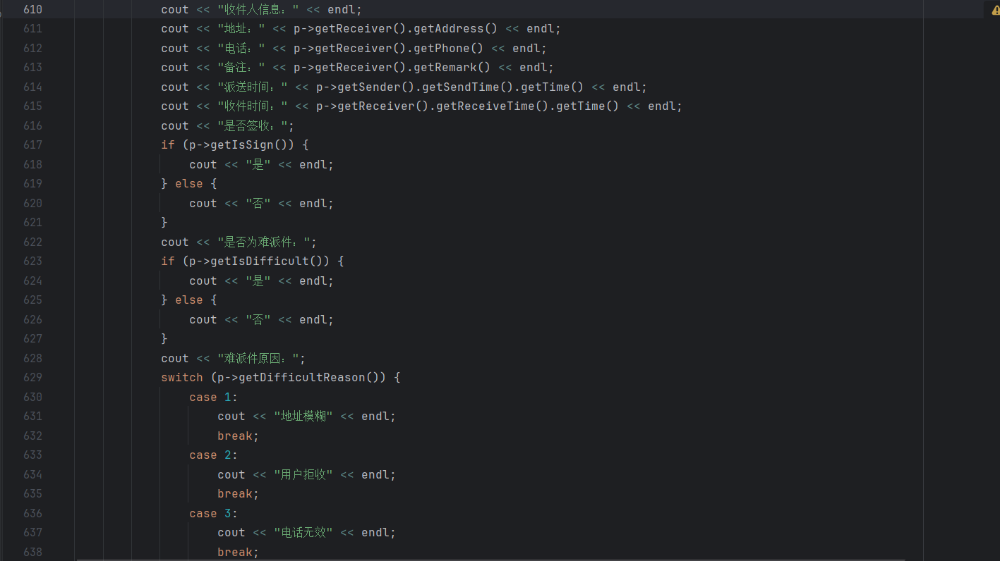 610 cout << "收件人信息：" << endl;
611 cout << "地址：" << p->getReceiver().getAddress() << endl;
612 cout << "电话：" << p->getReceiver().getPhone() << endl;
613 cout << "备注：" << p->getReceiver().getRemark() << endl;
614 cout << "派送时间：" << p->getSender().getSendTime().getTime() << endl;
615 cout << "收件时间：" << p->getReceiver().getReceiveTime().getTime() << endl;
616 cout << "是否签收：";
617 if (p->getIsSign()) {
618 cout << "是" << endl;
619 } else {
620 cout << "否" << endl;
621 }
622 cout << "是否为难派件：";
623 if (p->getIsDifficult()) {
624 cout << "是" << endl;
625 } else {
626 cout << "否" << endl;
627 }
628 cout << "难派件原因：";
629 switch (p->getDifficultReason()) {
630 case 1:
631 cout << "地址模糊" << endl;
632 break;
633 case 2:
634 cout << "用户拒收" << endl;
635 break;
636 case 3:
637 cout << "电话无效" << endl;
638 break;